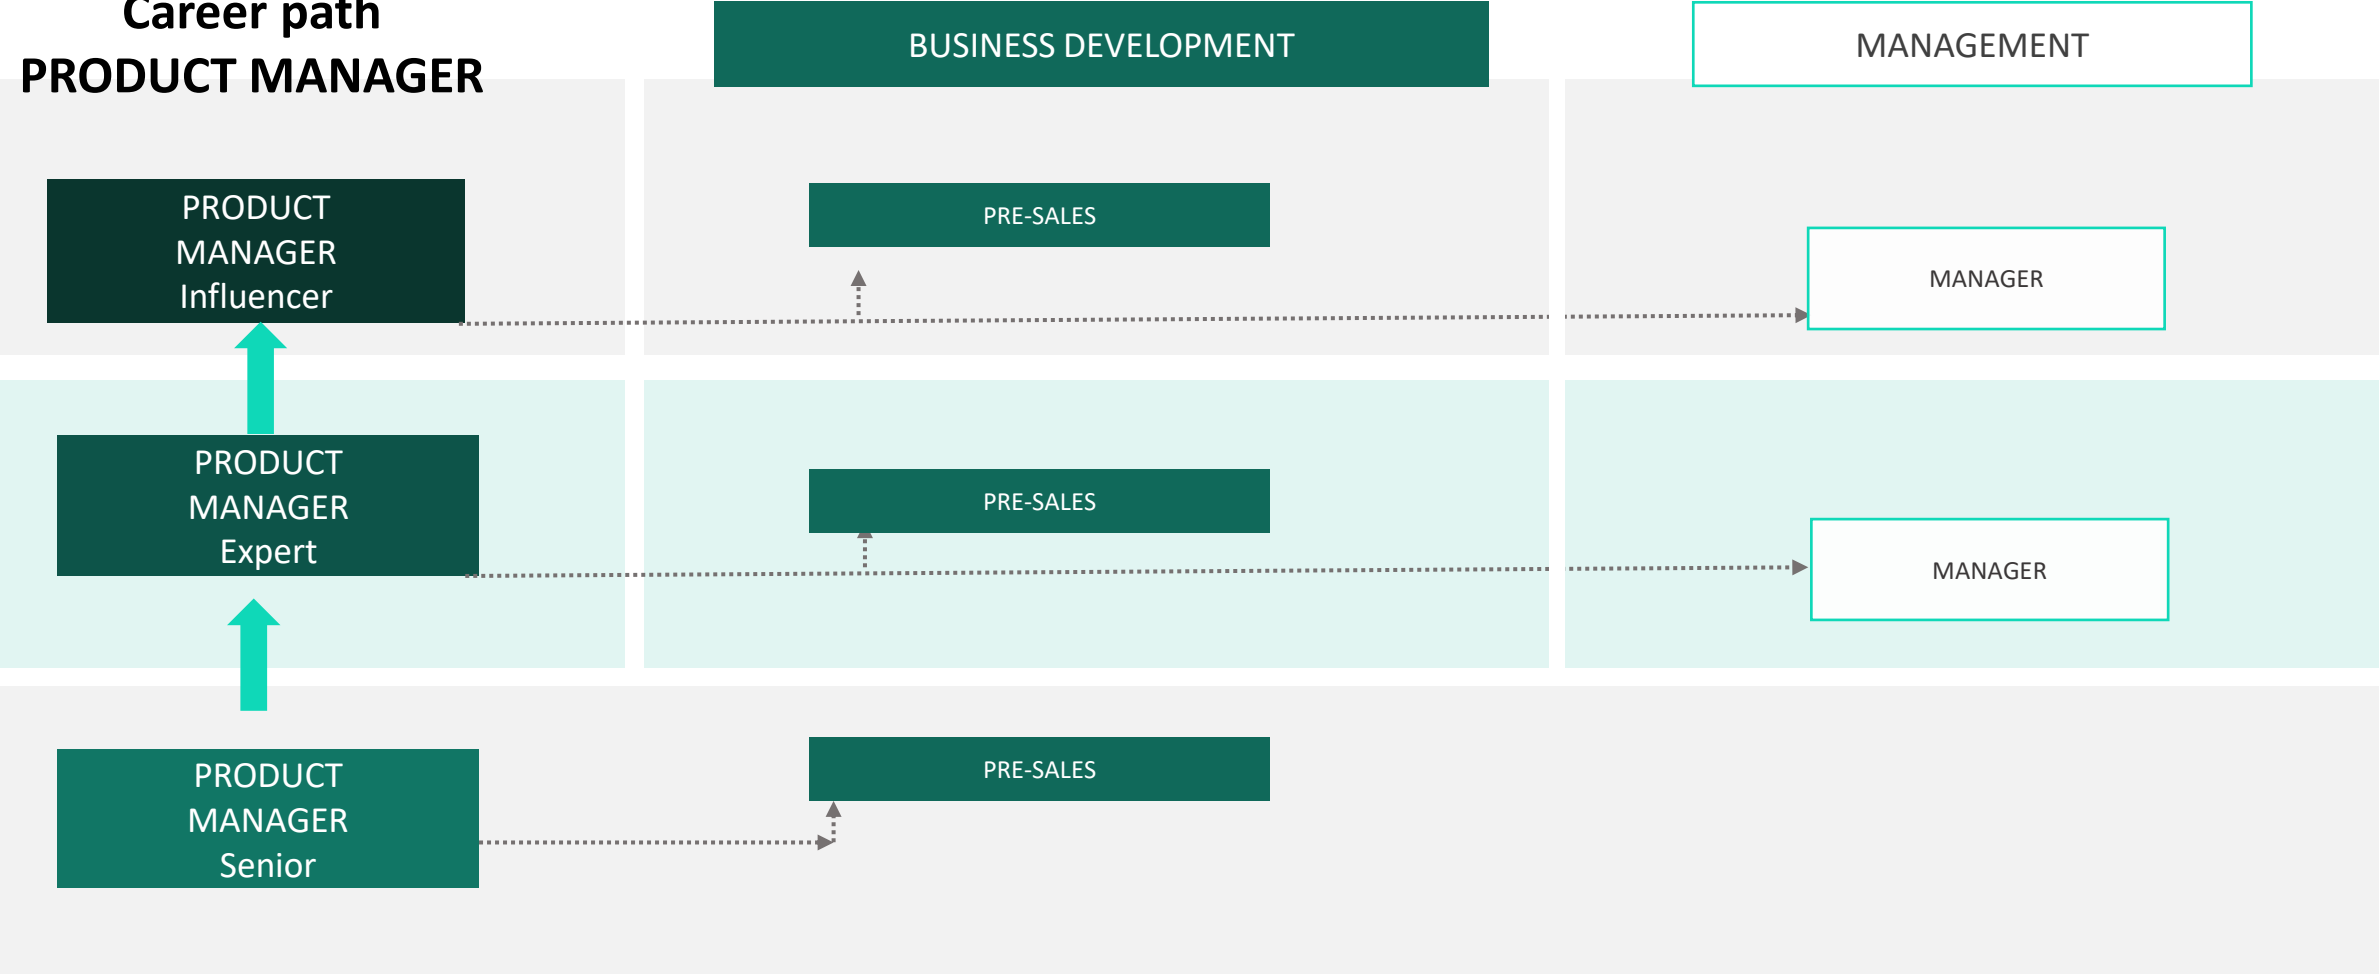 Career path
PRODUCT MANAGER
BUSINESS DEVELOPMENT
MANAGEMENT
PRODUCT
MANAGER
Influencer
PRE-SALES
MANAGER
PRODUCT
MANAGER
Expert
PRE-SALES
MANAGER
PRODUCT
MANAGER
Senior
PRE-SALES